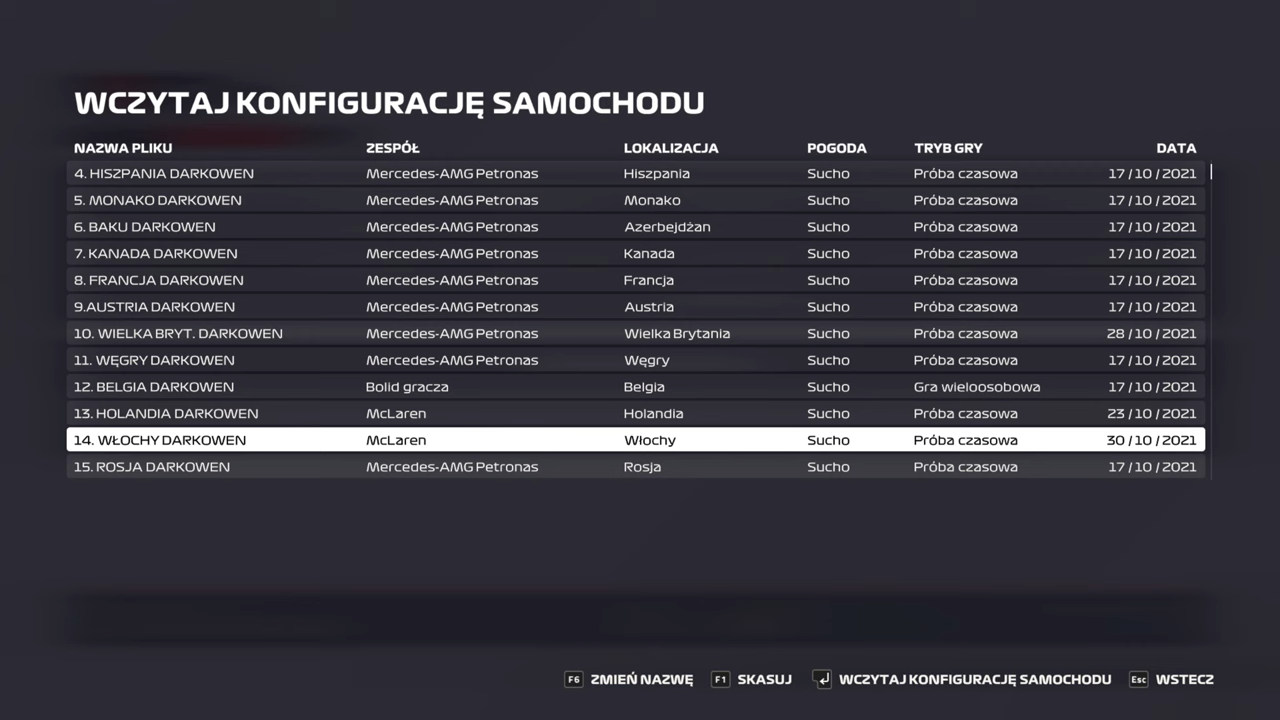 WCZYTAJ KONFIGURACJĘ SAMOCHODU
NAZWA PLIKU ZESPÓŁ LOKALIZACJA POGODA TRYB GRY DATA
4. HISZPANIA DARKOWEN Mercedes-AMG Petronas Hiszpania Sucho Próba czasowa 17/10/2021
5. MONAKO DARKOWEN Mercedes-AMG Petronas Monako Sucho Próba czasowa 17/10/2021
6. BAKU DARKOWEN Mercedes-AMG Petronas Azerbejdżan Sucho Próba czasowa 17/10/2021
7. KANADA DARKOWEN Mercedes-AMG Petronas Kanada Sucho Próba czasowa 17/10/2021
8. FRANCJA DARKOWEN Mercedes-AMG Petronas Francja Sucho Próba czasowa 17/10/2021
9.AUSTRIA DARKOWEN Mercedes-AMG Petronas Austria Sucho Próba czasowa 17/10/2021
10. WIELKA BRYT. DARKOWEN Mercedes-AMG Petronas Wielka Brytania Sucho Próba czasowa 28/10/2021
11. WĘGRY DARKOWEN Mercedes-AMG Petronas Węgry Sucho Próba czasowa 17/10/2021
12. BELGIA DARKOWEN Bolid gracza Belgia Sucho Gra wieloosobowa 17/10/2021
13. HOLANDIA DARKOWEN McLaren Holandia Sucho Próba czasowa 23/10/2021
14. WŁOCHY DARKOWEN McLaren Włochy Sucho Próba czasowa 30/10/2021
15. ROSJA DARKOWEN Mercedes-AMG Petronas Rosja Sucho Próba czasowa 17/10/2021
F6 ZMIEŃ NAZWĘ F1 SKASUJ WCZYTAJ KONFIGURACJĘ SAMOCHODU Esc WSTECZ